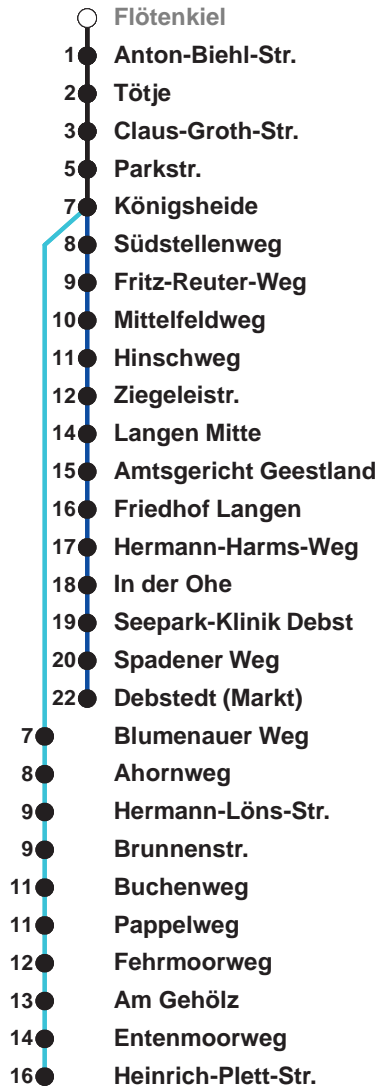 Flötenkiel
1 Anton-Biehl-Str.
2 Tötje
3 Claus-Groth-Str.
5 Parkstr.
7 Königsheide
8 Südstellenweg
9 Fritz-Reuter-Weg
10 Mittelfeldweg
11 Hinschweg
12 Ziegeleistr.
14 Langen Mitte
15 Amtsgericht Geestland
16 Friedhof Langen
17 Hermann-Harms-Weg
18 In der Ohe
19 Seepark-Klinik Debst
20 Spadener Weg
22 Debstedt (Markt)
7 Blumenauer Weg
8 Ahornweg
9 Hermann-Löns-Str.
9 Brunnenstr.
11 Buchenweg
11 Pappelweg
12 Fehrmoorweg
13 Am Gehölz
14 Entenmoorweg
16 Heinrich-Plett-Str.